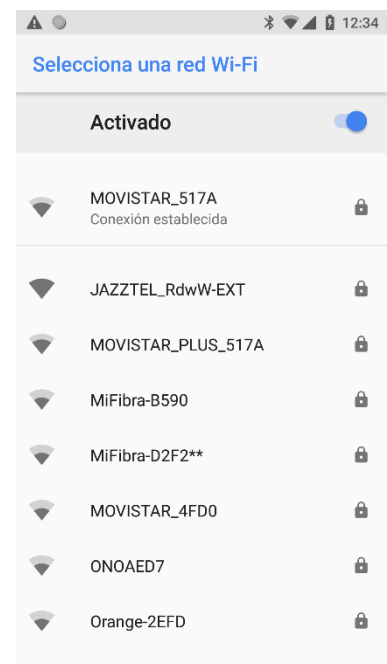 12:34
Selecciona una red Wi-Fi
Activado
MOVISTAR_517A
Conexión establecida
JAZZTEL_RdwW-EXT
MOVISTAR_PLUS_517A
MiFibra-B590
MiFibra-D2F2**
MOVISTAR_4FD0
ONOAED7
Orange-2EFD